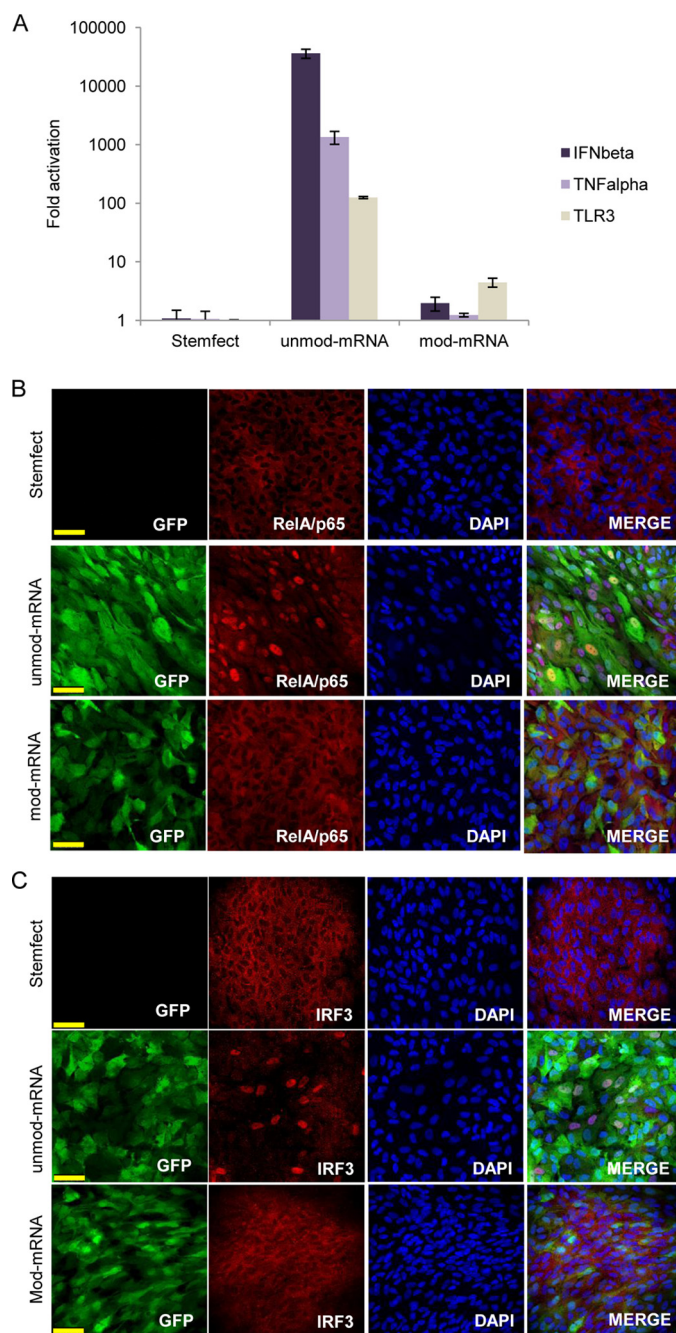 A
100000
10000
1000
100
10
1
Fold activation
IFNbeta
TNFalpha
TLR3
Stemfect
unmod-mRNA
mod-mRNA
B
Stemfect
GFP
RelA/p65
DAPI
MERGE
unmod-mRNA
GFP
RelA/p65
DAPI
MERGE
mod-mRNA
GFP
RelA/p65
DAPI
MERGE
C
Stemfect
GFP
IRF3
DAPI
MERGE
unmod-mRNA
GFP
IRF3
DAPI
MERGE
Mod-mRNA
GFP
IRF3
DAPI
MERGE